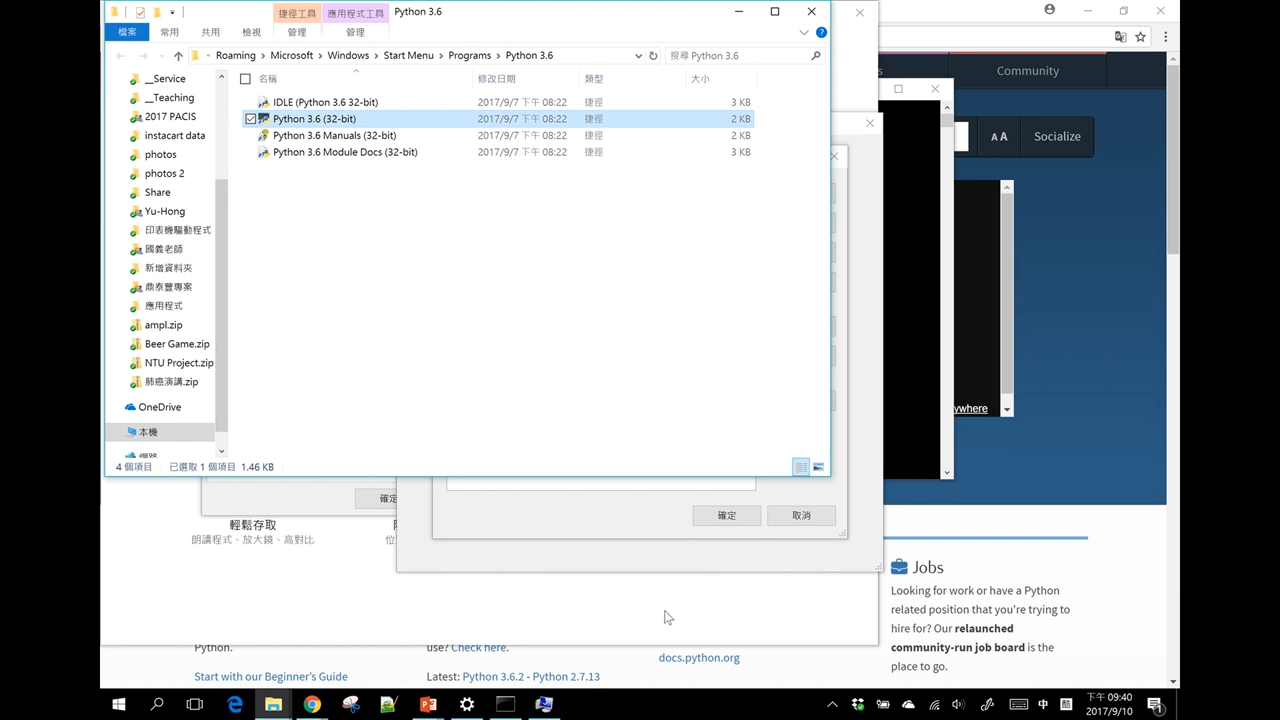 捷徑工具
應用程式工具
Python 3.6
檔案
常用
共用
檢視
管理
管理
Roaming
Microsoft
Windows
Start Menu
Programs
Python 3.6
搜尋 Python 3.6
名稱
修改日期
類型
大小
IDLE (Python 3.6 32-bit) 2017/9/7 下午 08:22 捷徑 3 KB
Python 3.6 (32-bit) 2017/9/7 下午 08:22 捷徑 2 KB
Python 3.6 Manuals (32-bit) 2017/9/7 下午 08:22 捷徑 2 KB
Python 3.6 Module Docs (32-bit) 2017/9/7 下午 08:22 捷徑 3 KB
__Service
__Teaching
2017 PACIS
instacart data
photos
photos 2
Share
Yu-Hong
印表機驅動程式
國義老師
新增資料夾
鼎泰豐專案
應用程式
ampl.zip
Beer Game.zip
NTU Project.zip
肺癌演講.zip
OneDrive
本機
4 個項目 已選取 1 個項目 1.46 KB
Community
AA
Socialize
ywhere
確定
確定
取消
輕鬆存取
朗讀程式、放大鏡、高對比
Jobs
Looking for work or have a Python
related position that you're trying to
hire for? Our relaunched
community-run job board is the
place to go.
Python.
use? Check here.
docs.python.org
Start with our Beginner's Guide
Latest: Python 3.6.2 - Python 2.7.13
中
下午 09:40
2017/9/10